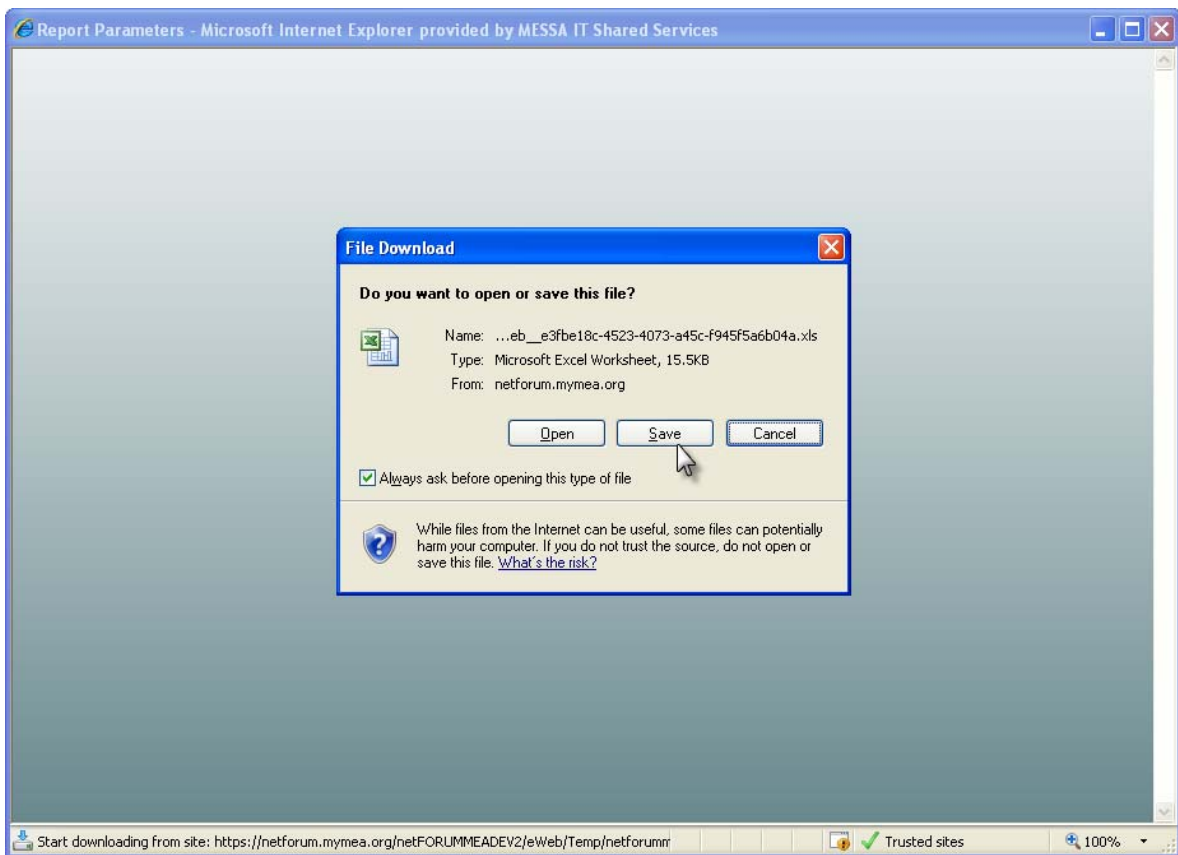 Report Parameters - Microsoft Internet Explorer provided by MESSA IT Shared Services
File Download
Do you want to open or save this file?
Name: ...eb__e3fbe18c-4523-4073-a45c-f945f5a6b04a.xls
Type: Microsoft Excel Worksheet, 15.5KB
From: netforum.mymea.org
Open Save Cancel
Always ask before opening this type of file
While files from the Internet can be useful, some files can potentially
harm your computer. If you do not trust the source, do not open or
save this file. What's the risk?
Start downloading from site: https://netforum.mymea.org/netFORUMMEADEV2/eWeb/Temp/netforumm Trusted sites 100%